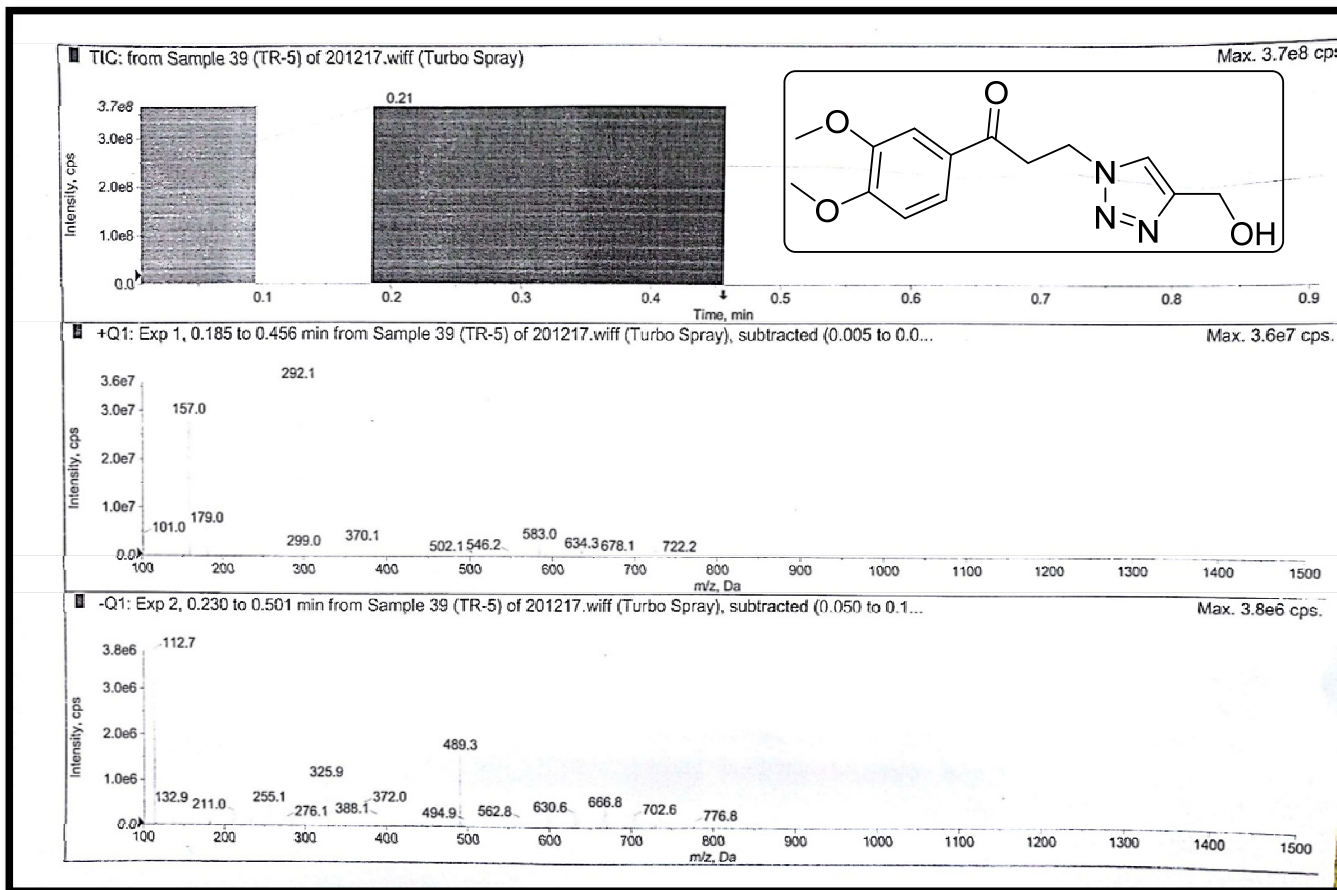 TIC: from Sample 39 (TR-5) of 201217.wiff (Turbo Spray)
Max. 3.7e8 cps
0.21
3.7e8
3.0e8
2.0e8
1.0e8
0.0
Intensity, cps
0.1 0.2 0.3 0.4 0.5 0.6 0.7 0.8 0.9
Time, min
O
O
O
N
N
N
OH
+Q1: Exp 1, 0.185 to 0.456 min from Sample 39 (TR-5) of 201217.wiff (Turbo Spray), subtracted (0.005 to 0.0...
Max. 3.6e7 cps.
292.1
3.6e7
3.0e7
2.0e7
1.0e7
0.0
Intensity, cps
157.0
101.0
179.0
299.0
370.1
502.1
546.2
583.0
634.3
678.1
722.2
100 200 300 400 500 600 700 800 900 1000 1100 1200 1300 1400 1500
m/z, Da
-Q1: Exp 2, 0.230 to 0.501 min from Sample 39 (TR-5) of 201217.wiff (Turbo Spray), subtracted (0.050 to 0.1...
Max. 3.8e6 cps.
112.7
3.8e6
3.0e6
2.0e6
1.0e6
0.0
Intensity, cps
489.3
325.9
132.9
211.0
255.1
276.1
388.1
372.0
494.9
562.8
630.6
666.8
702.6
776.8
100 200 300 400 500 600 700 800 900 1000 1100 1200 1300 1400 1500
m/z, Da